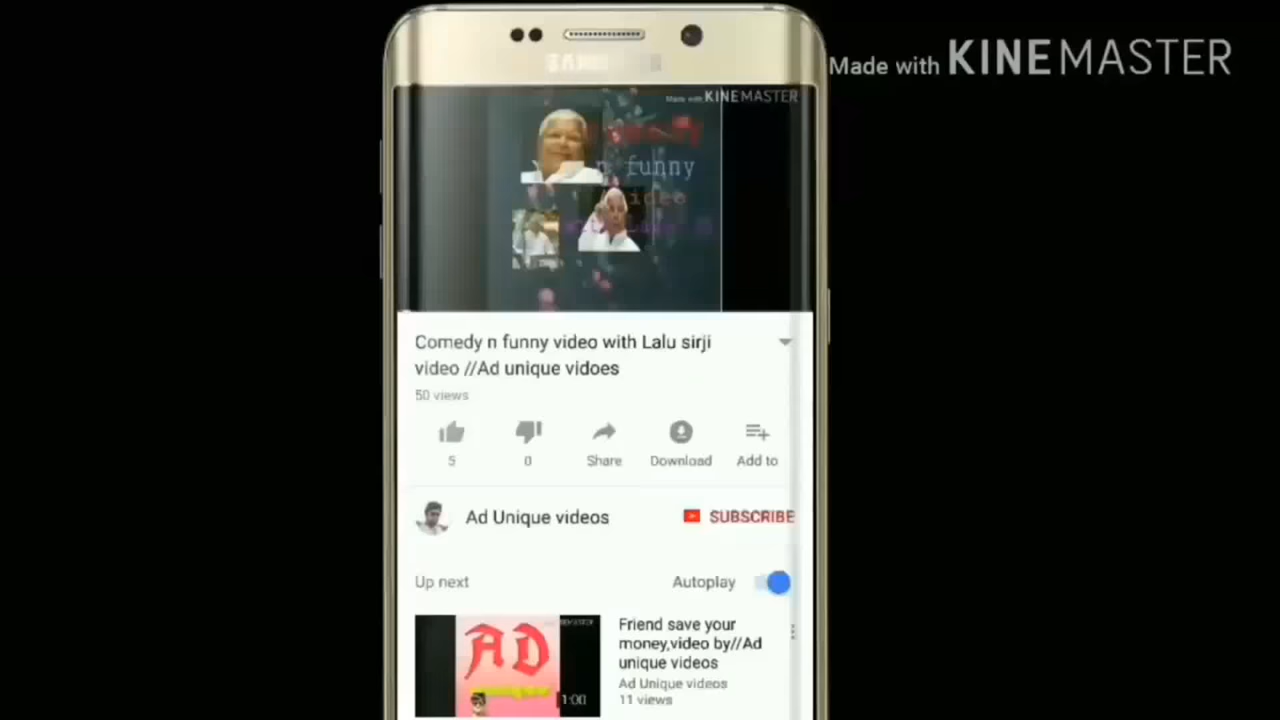 Made with KINEMASTER
SAMSUNG
Made with KINEMASTER
n funny
Comedy n funny video with Lalu sirji
video //Ad unique vidoes
50 views
5
0
Share
Download
Add to
Ad Unique videos
SUBSCRIBE
Up next
Autoplay
AD
1:00
Friend save your
money,video by//Ad
unique videos
Ad Unique videos
11 views